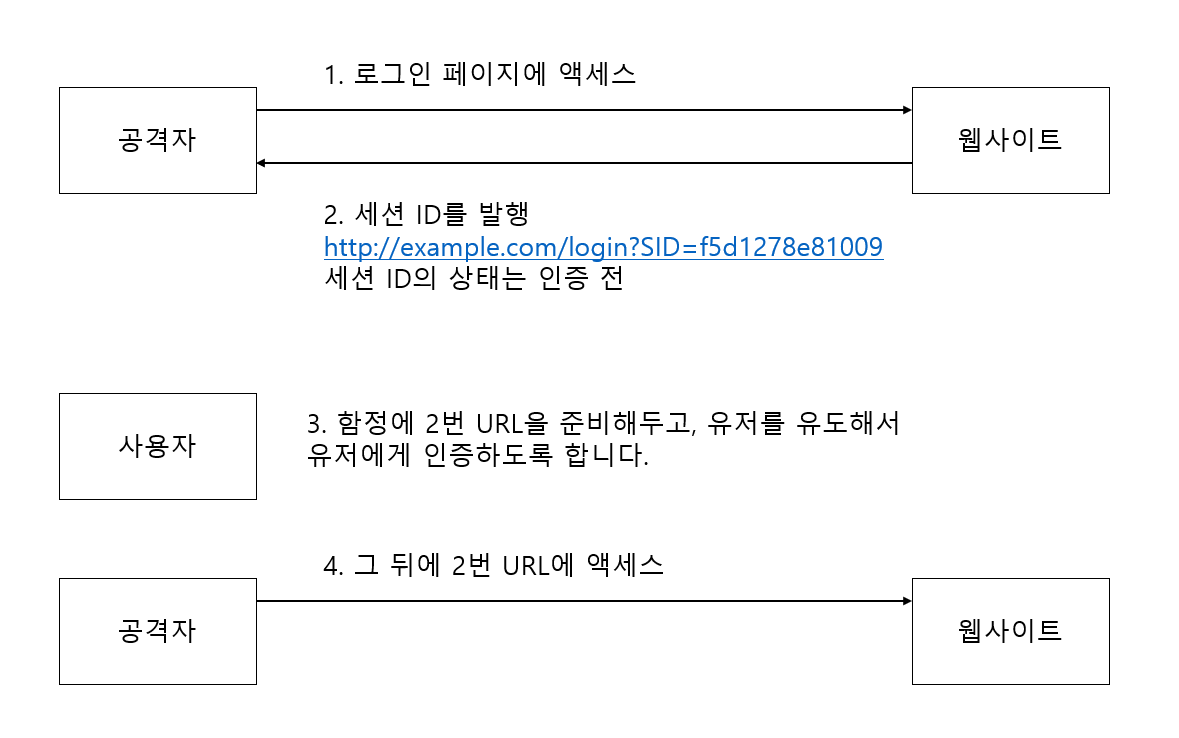 1. 로그인 페이지에 액세스
공격자
웹사이트
2. 세션 ID를 발행
http://example.com/login?SID=f5d1278e81009
세션 ID의 상태는 인증 전
사용자
3. 함정에 2번 URL을 준비해두고, 유저를 유도해서
유저에게 인증하도록 합니다.
4. 그 뒤에 2번 URL에 액세스
공격자
웹사이트